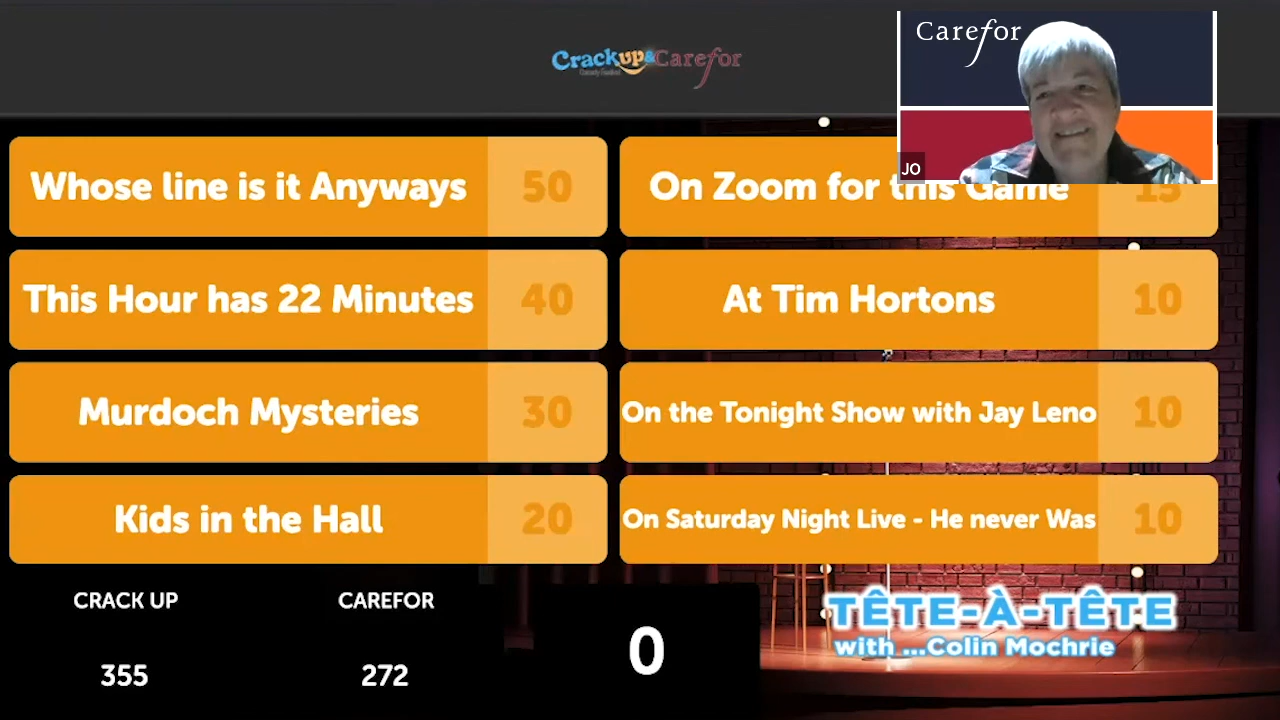 Crackup&Carefor
Comedy Festival
Carefor
JO
Whose line is it Anyways 50
On Zoom for this Game 15
This Hour has 22 Minutes 40
At Tim Hortons 10
Murdoch Mysteries 30
On the Tonight Show with Jay Leno 10
Kids in the Hall 20
On Saturday Night Live - He never Was 10
CRACK UP
CAREFOR
355
272
0
TÊTE-À-TÊTE
with ...Colin Mochrie